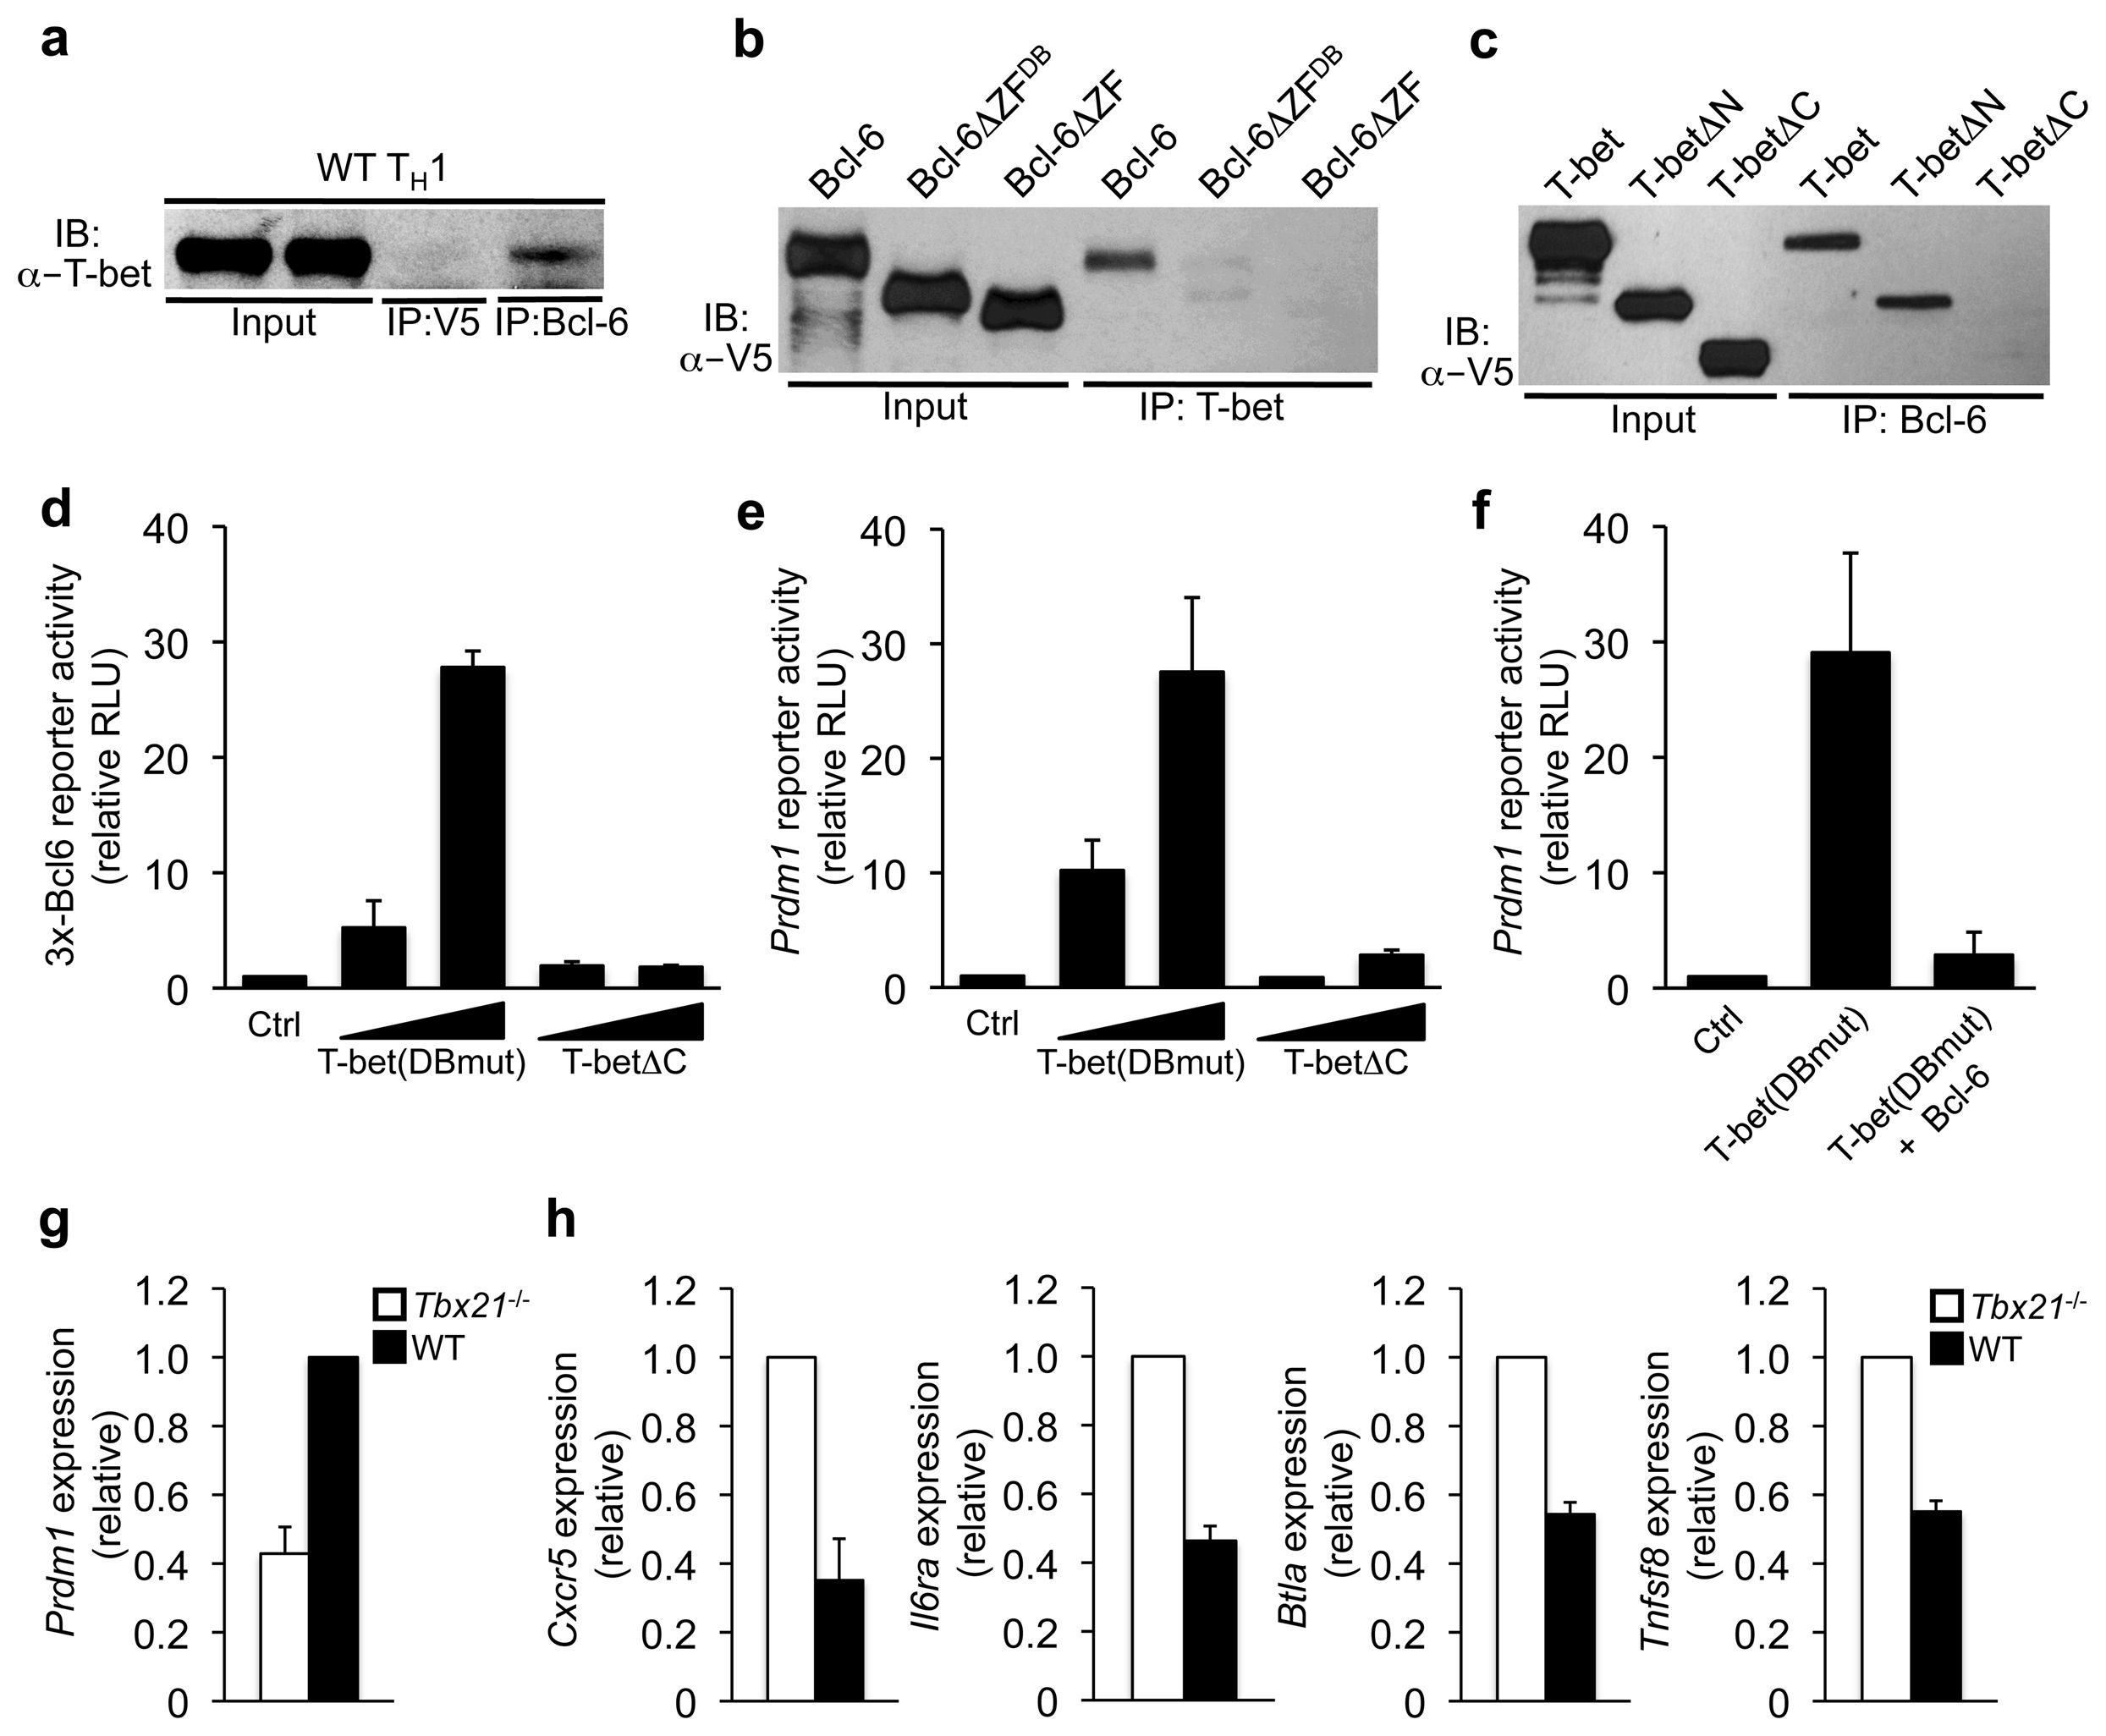 a
WT TH1
IB:
α–T-bet
Input
IP:V5
IP:Bcl-6
b
Bcl-6
Bcl-6ΔZFDB
Bcl-6ΔZF
Bcl-6
Bcl-6ΔZFDB
Bcl-6ΔZF
IB:
α–V5
Input
IP: T-bet
c
T-bet
T-betΔN
T-betΔC
T-bet
T-betΔN
T-betΔC
IB:
α–V5
Input
IP: Bcl-6
d
3x-Bcl6 reporter activity
(relative RLU)
40
30
20
10
0
Ctrl
T-bet(DBmut)
T-betΔC
e
Prdm1 reporter activity
(relative RLU)
40
30
20
10
0
Ctrl
T-bet(DBmut)
T-betΔC
f
Prdm1 reporter activity
(relative RLU)
40
30
20
10
0
Ctrl
T-bet(DBmut)
T-bet(DBmut)
+ Bcl-6
g
Prdm1 expression
(relative)
1.2
1.0
0.8
0.6
0.4
0.2
0
Tbx21-/-
WT
h
Cxcr5 expression
(relative)
1.2
1.0
0.8
0.6
0.4
0.2
0
Il6ra expression
(relative)
1.2
1.0
0.8
0.6
0.4
0.2
0
Btla expression
(relative)
1.2
1.0
0.8
0.6
0.4
0.2
0
Tnfsf8 expression
(relative)
1.2
1.0
0.8
0.6
0.4
0.2
0
Tbx21-/-
WT